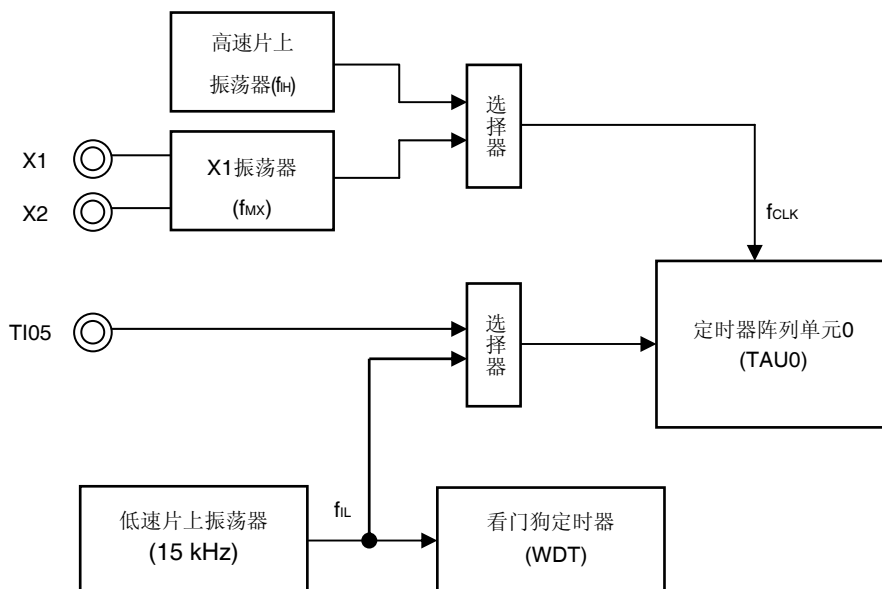 高速片上
振荡器(fIH)
选择器
X1
X1振荡器
(fMX)
X2
fCLK
TI05
选择器
定时器阵列单元0
(TAU0)
低速片上振荡器
(15 kHz)
fIL
看门狗定时器
(WDT)